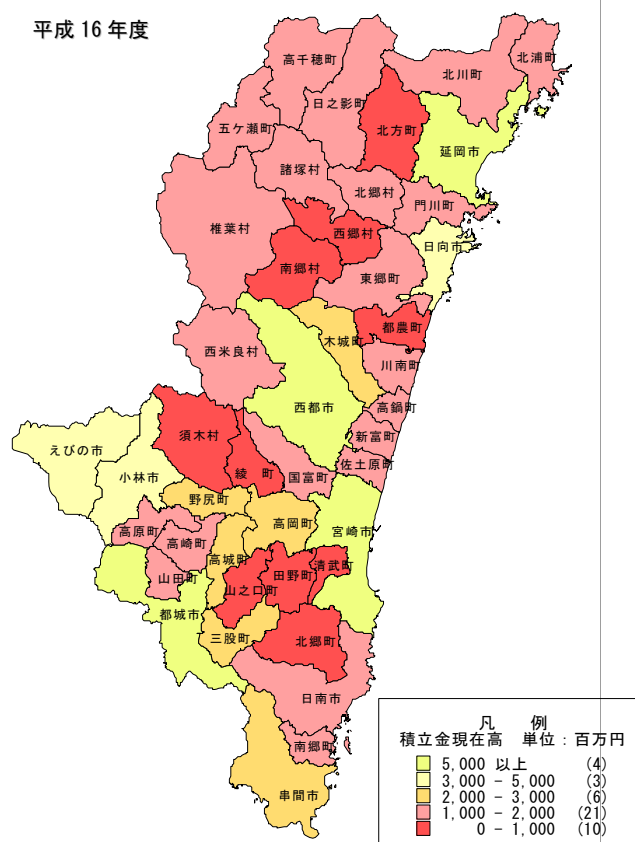 平成 16 年度
高千穂町
北川町
北浦町
日之影町
北方町
五ケ瀬町
延岡市
諸塚村
北郷村
門川町
椎葉村
西郷村
日向市
南郷村
東郷町
都農町
木城町
西米良村
川南町
西都市
高鍋町
須木村
新富町
えびの市
佐土原町
綾　町
小林市
国富町
野尻町
高岡町
宮崎市
高原町
高崎町
高城町
清武町
山田町
田野町
山之口町
都城市
三股町
北郷町
日南市
南郷町
串間市
凡　例
積立金現在高　単位：百万円
5,000 以上 (4)
3,000 － 5,000 (3)
2,000 － 3,000 (6)
1,000 － 2,000 (21)
0 － 1,000 (10)